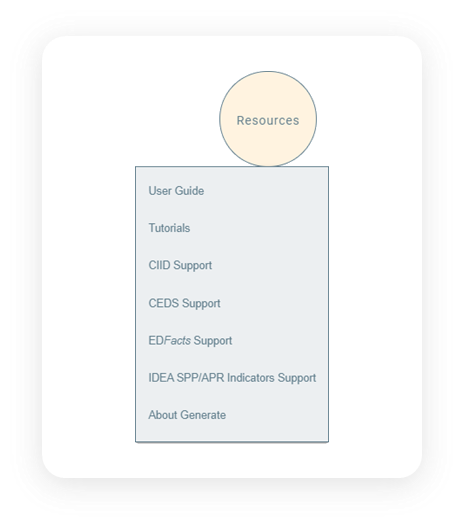 Resources
User Guide
Tutorials
CIID Support
CEDS Support
EDFacts Support
IDEA SPP/APR Indicators Support
About Generate